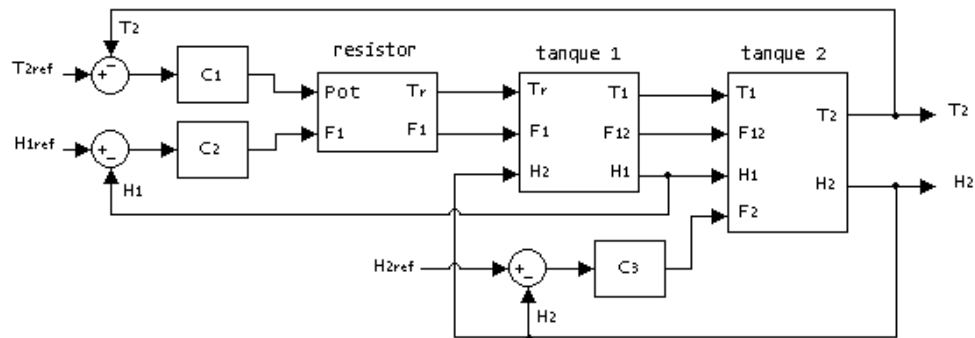 T2
resistor
tanque 1
tanque 2
T2ref
+
-
C1
Pot
Tr
F1
F1
Tr
F1
H2
T1
F12
H1
T1
F12
H1
F2
T2
H2
T2
H2
H1ref
+
-
C2
H1
H2ref
+
-
C3
H2